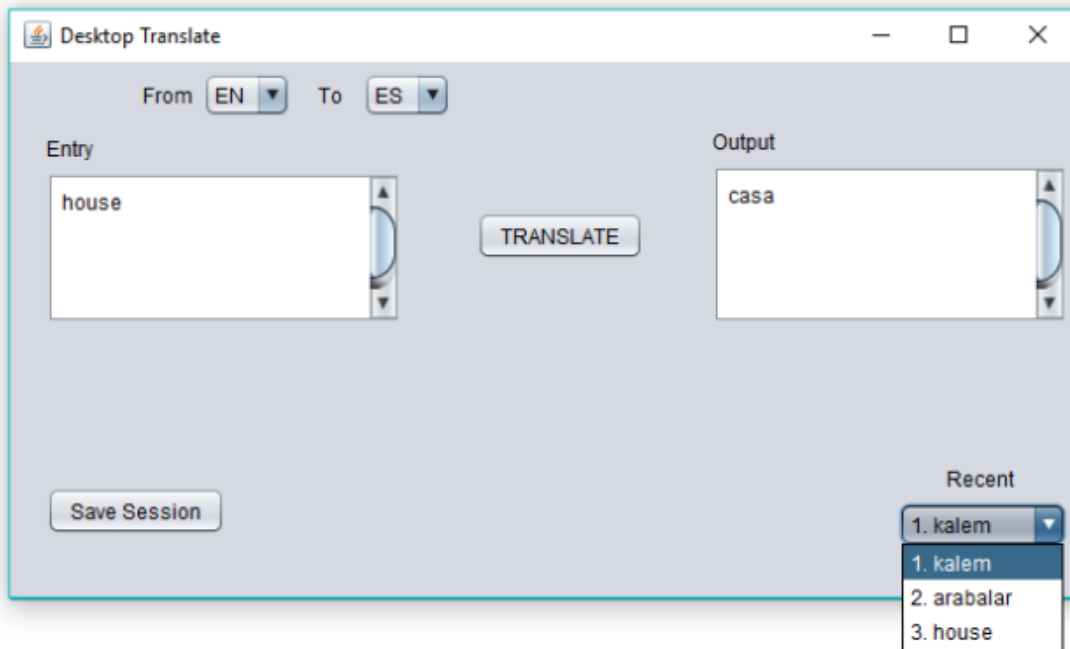 Desktop Translate
From EN To ES
Entry
Output
house
casa
TRANSLATE
Recent
Save Session
1. kalem
1. kalem
2. arabalar
3. house